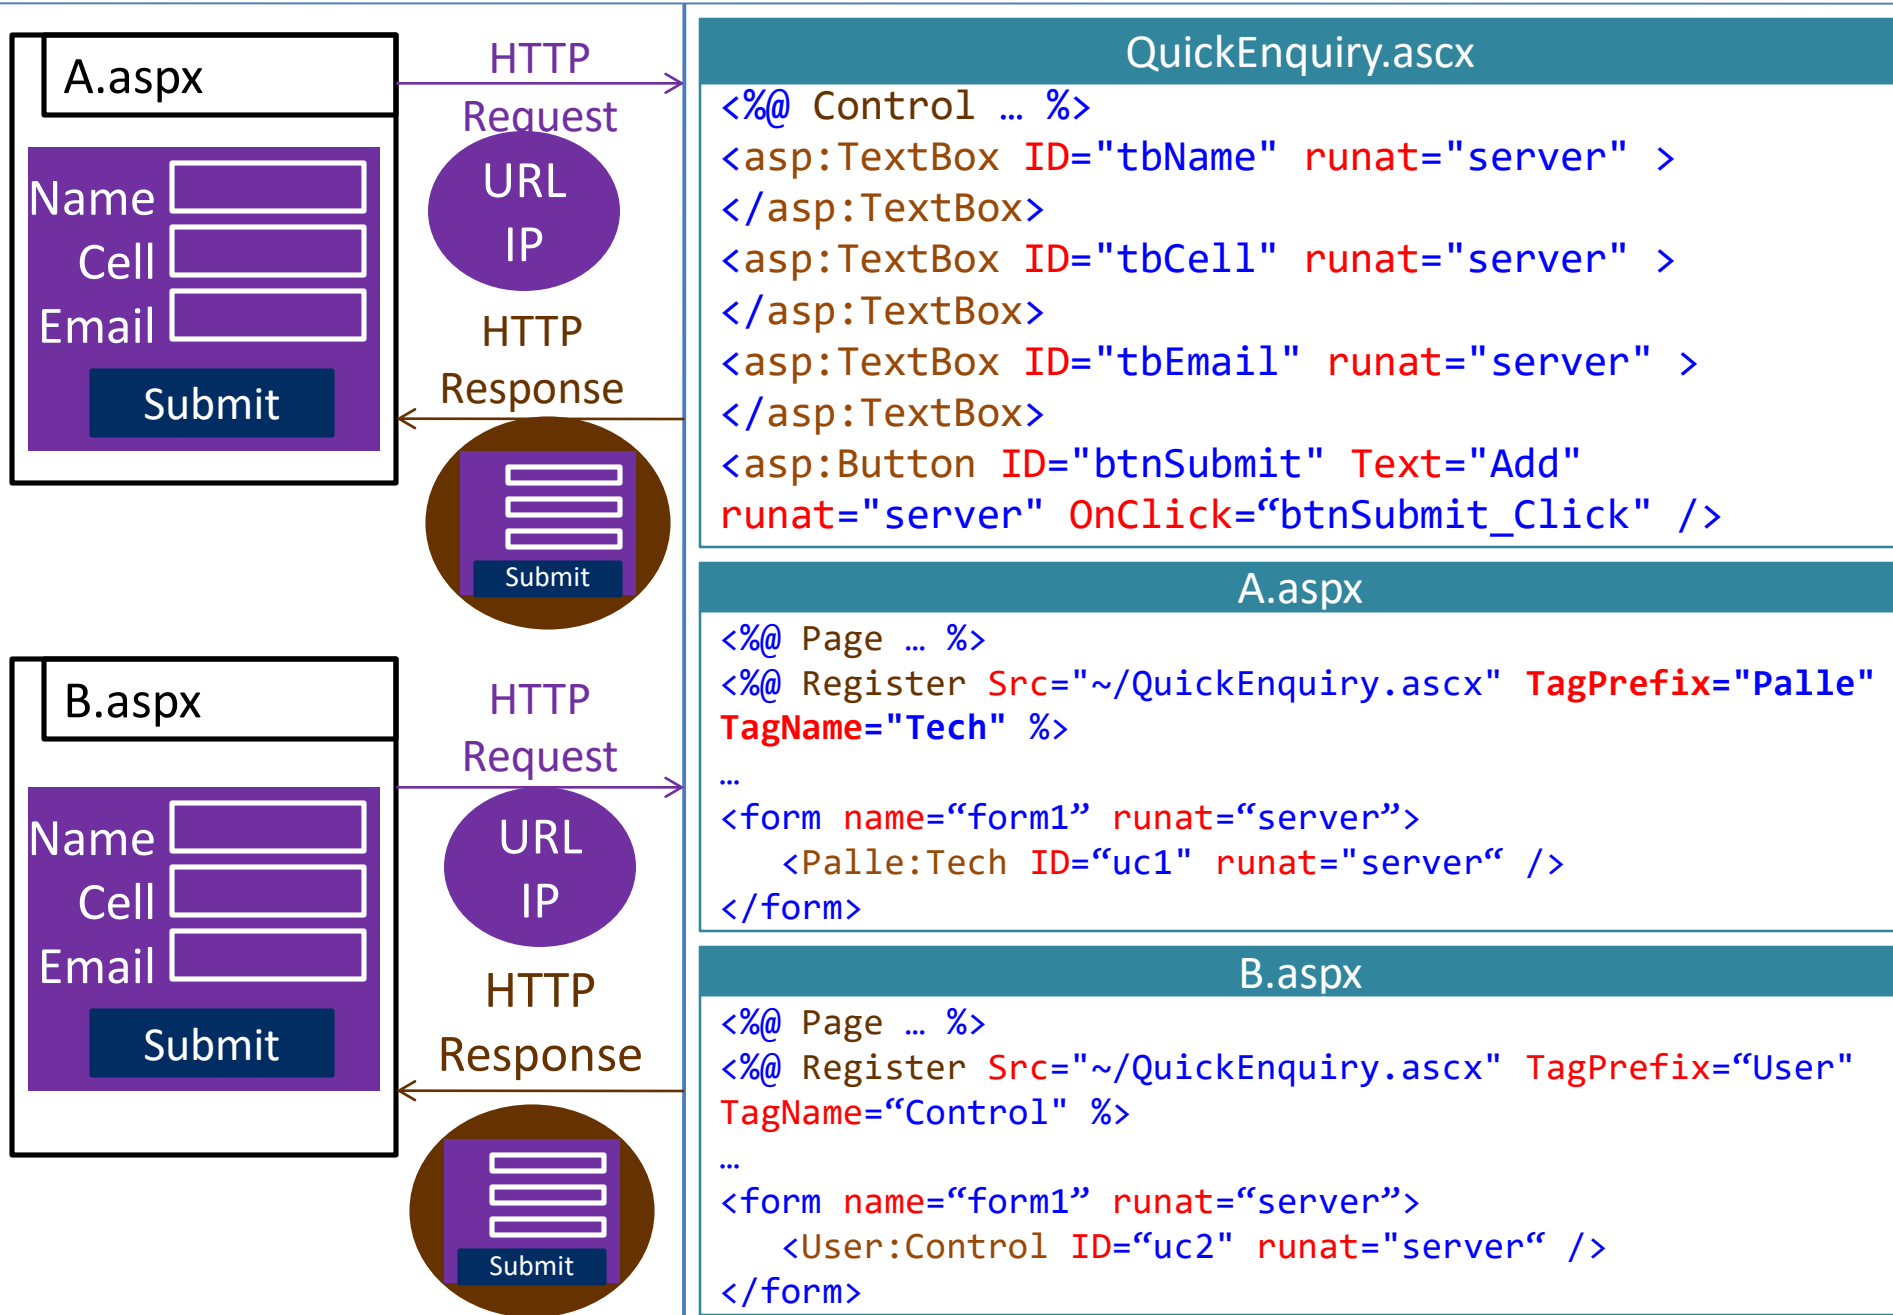 A.aspx
Name
Cell
Email
Submit
HTTP
Request
URL
IP
HTTP
Response
Submit
B.aspx
Name
Cell
Email
Submit
HTTP
Request
URL
IP
HTTP
Response
Submit
QuickEnquiry.ascx
<%@ Control … %>
<asp:TextBox ID="tbName" runat="server" >
</asp:TextBox>
<asp:TextBox ID="tbCell" runat="server" >
</asp:TextBox>
<asp:TextBox ID="tbEmail" runat="server" >
</asp:TextBox>
<asp:Button ID="btnSubmit" Text="Add"
runat="server" OnClick=“btnSubmit_Click" />
A.aspx
<%@ Page … %>
<%@ Register Src="~/QuickEnquiry.ascx" TagPrefix="Palle"
TagName="Tech" %>
…
<form name=“form1” runat=“server”>
<Palle:Tech ID=“uc1" runat="server“ />
</form>
B.aspx
<%@ Page … %>
<%@ Register Src="~/QuickEnquiry.ascx" TagPrefix=“User"
TagName=“Control" %>
…
<form name=“form1” runat=“server”>
<User:Control ID=“uc2" runat="server“ />
</form>